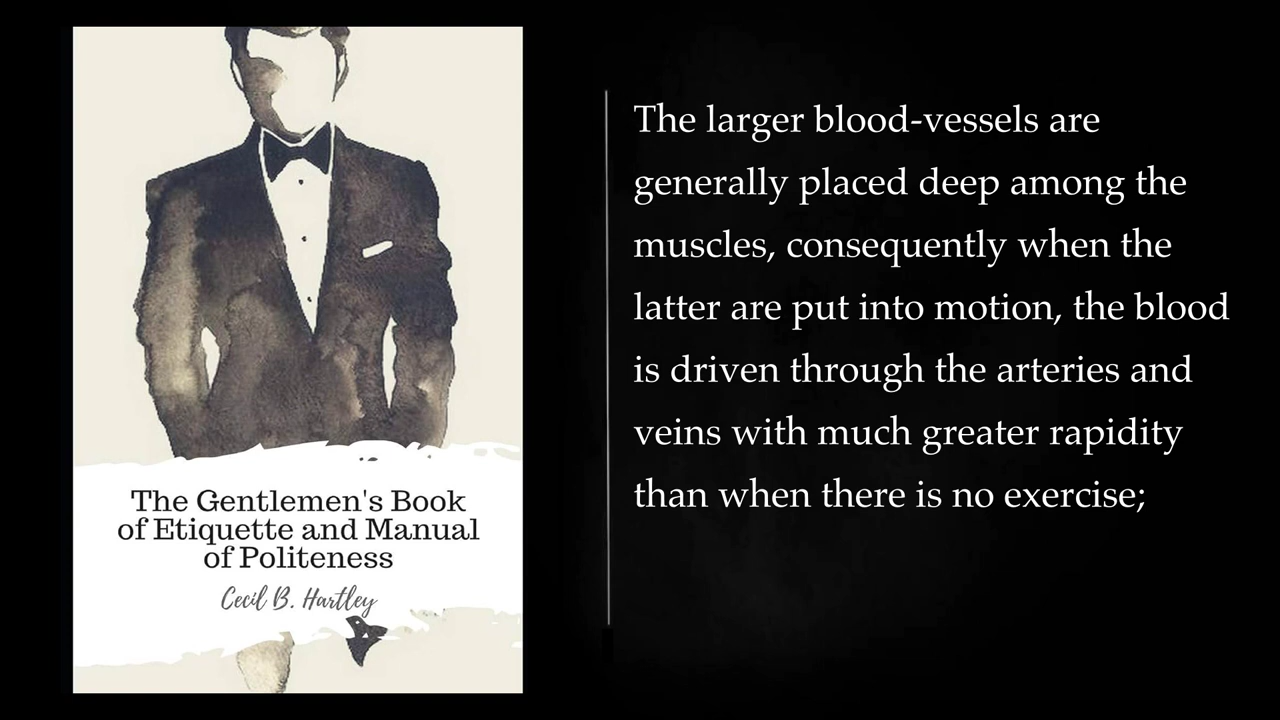 The Gentlemen's Book
of Etiquette and Manual
of Politeness
Cecil B. Hartley
The larger blood-vessels are
generally placed deep among the
muscles, consequently when the
latter are put into motion, the blood
is driven through the arteries and
veins with much greater rapidity
than when there is no exercise;